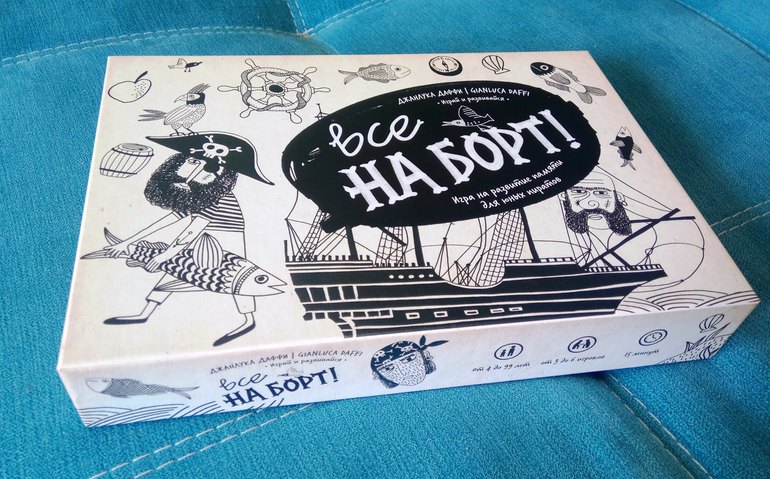 ДЖАНЛУКА ДАФФИ | GIANLUCA DAFFI
· Играй и развивайся ·
все
НА БОРТ!
Игра на развитие памяти
для юных пиратов
ДЖАНЛУКА ДАФФИ | GIANLUCA DAFFI
· Играй и развивайся ·
все
НА БОРТ!
от 4 до 99 лет
от 3 до 6 игроков
15 минут